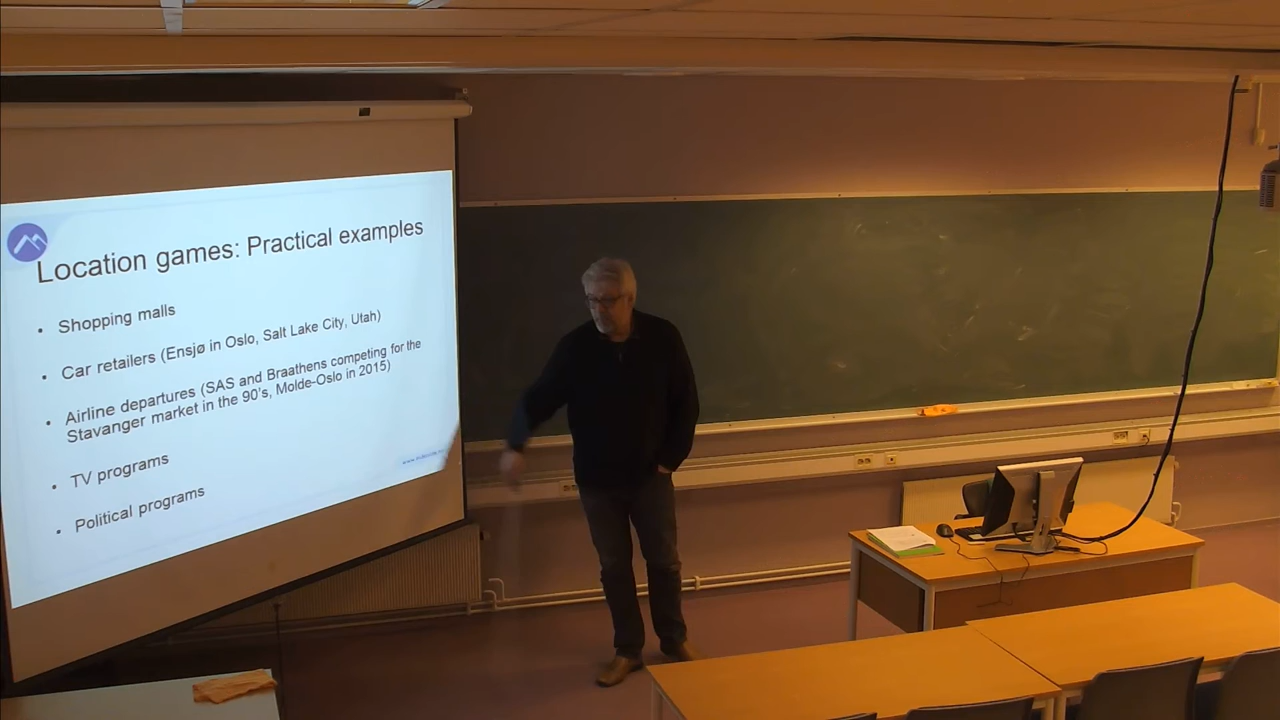 Location games: Practical examples
• Shopping malls
• Car retailers (Ensjø in Oslo, Salt Lake City, Utah)
• Airline departures (SAS and Braathens competing for the
Stavanger market in the 90's, Molde-Oslo in 2015)
• TV programs
• Political programs